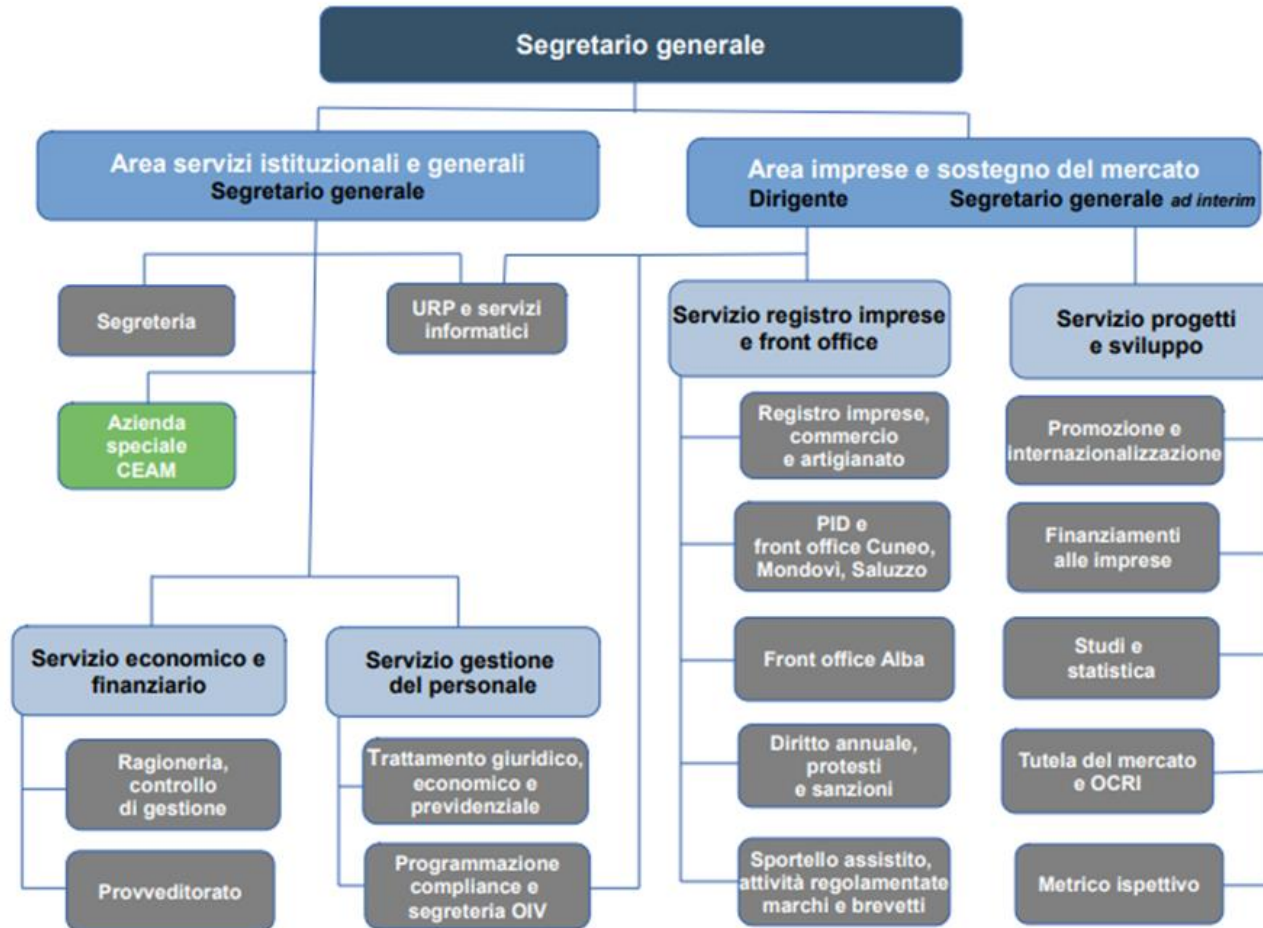 Segretario generale
Area servizi istituzionali e generali
Segretario generale
Area imprese e sostegno del mercato
Dirigente Segretario generale ad interim
Segreteria
URP e servizi
informatici
Azienda
speciale
CEAM
Servizio economico e
finanziario
Ragioneria,
controllo
di gestione
Provveditorato
Servizio gestione
del personale
Trattamento giuridico,
economico e
previdenziale
Programmazione
compliance e
segreteria OIV
Servizio registro imprese
e front office
Registro imprese,
commercio
e artigianato
PID e
front office Cuneo,
Mondovì, Saluzzo
Front office Alba
Diritto annuale,
protesti
e sanzioni
Sportello assistito,
attività regolamentate
marchi e brevetti
Servizio progetti
e sviluppo
Promozione e
internazionalizzazione
Finanziamenti
alle imprese
Studi e
statistica
Tutela del mercato
e OCRI
Metrico ispettivo